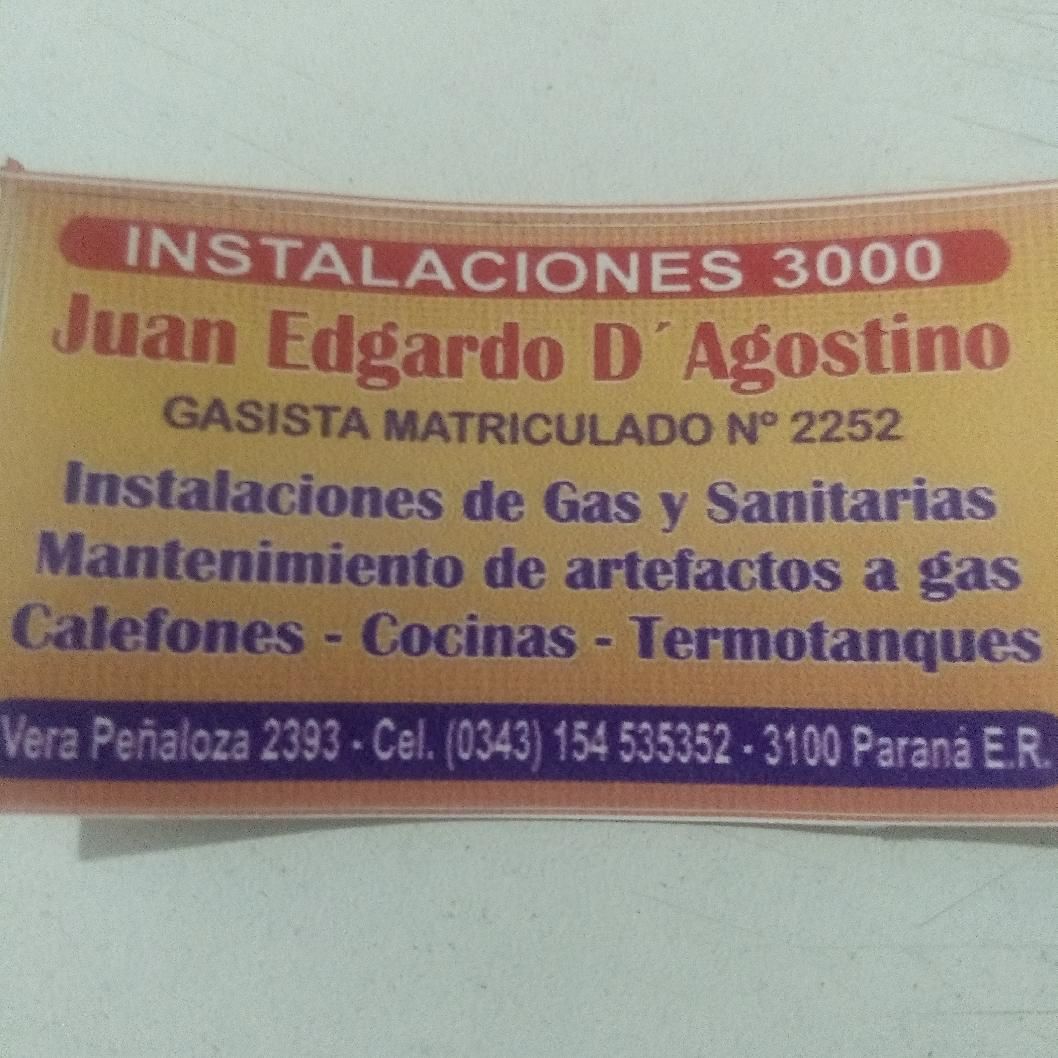 INSTALACIONES 3000
Juan Edgardo D´Agostino
GASISTA MATRICULADO Nº 2252
Instalaciones de Gas y Sanitarias
Mantenimiento de artefactos a gas
Calefones - Cocinas - Termotanques
Vera Peñaloza 2393 - Cel. (0343) 154 535352 - 3100 Paraná E.R.